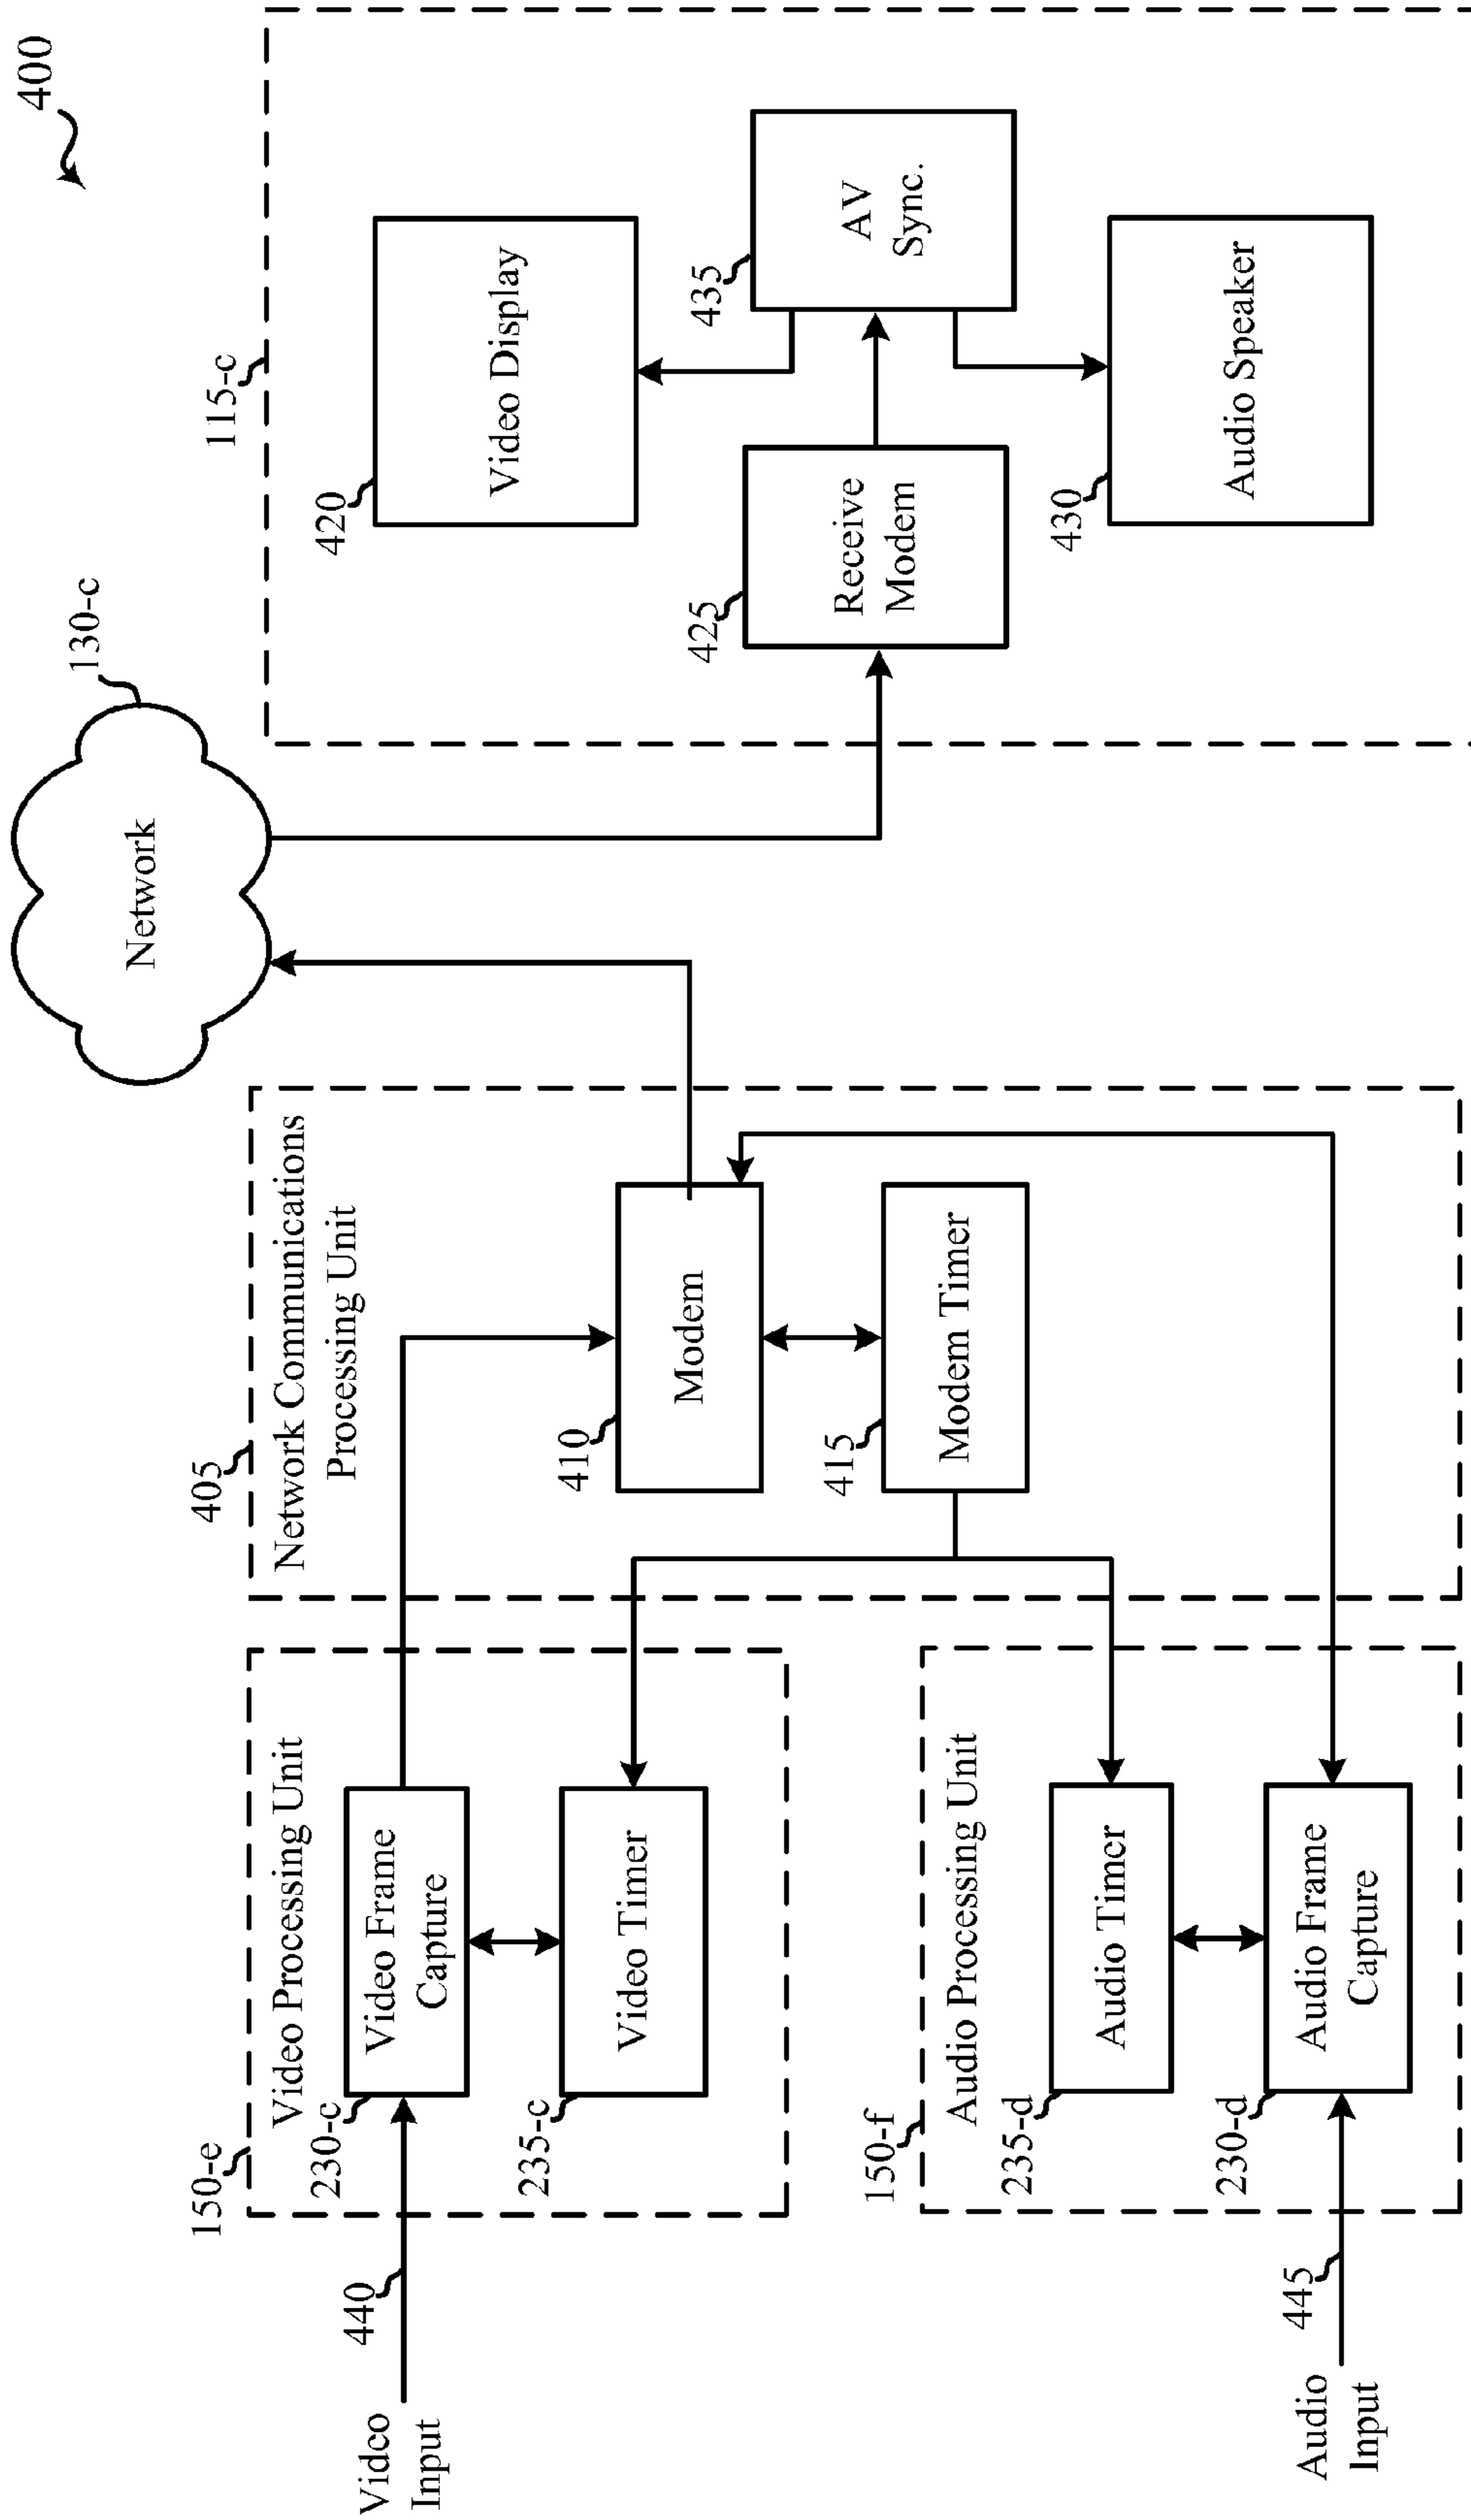 400
130-c
115-c
Network
405
Network Communications
Processing Unit
150-e
Video Processing Unit
440
Video
Input
230-c
Video Frame
Capture
235-c
Video Timer
410
Modem
415
Modem Timer
420
Video Display
425
Receive
Modem
435
AV
Sync.
430
Audio Speaker
150-f
Audio Processing Unit
235-d
Audio Timer
230-d
Audio Frame
Capture
445
Audio
Input